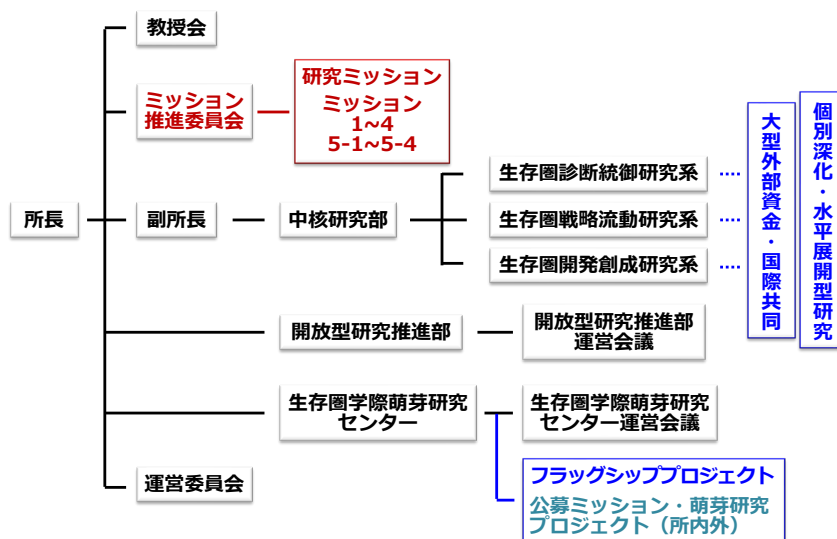 教授会
ミッション
推進委員会
研究ミッション
ミッション
1~4
5-1~5-4
所長
副所長
中核研究部
生存圏診断統御研究系
生存圏戦略流動研究系
生存圏開発創成研究系
大型外部資金・国際共同
個別深化・水平展開型研究
開放型研究推進部
開放型研究推進部
運営会議
生存圏学際萌芽研究
センター
生存圏学際萌芽研究
センター運営会議
フラッグシッププロジェクト
公募ミッション・萌芽研究
プロジェクト（所内外）
運営委員会